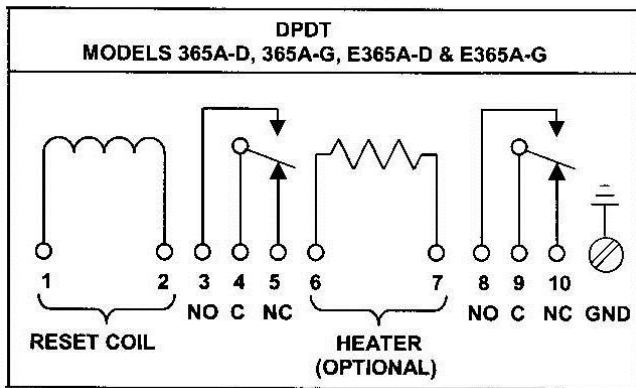 DPDT
MODELS 365A-D, 365A-G, E365A-D & E365A-G
1 2 3 4 5 6 7 8 9 10
NO C NC NO C NC GND
RESET COIL HEATER
(OPTIONAL)